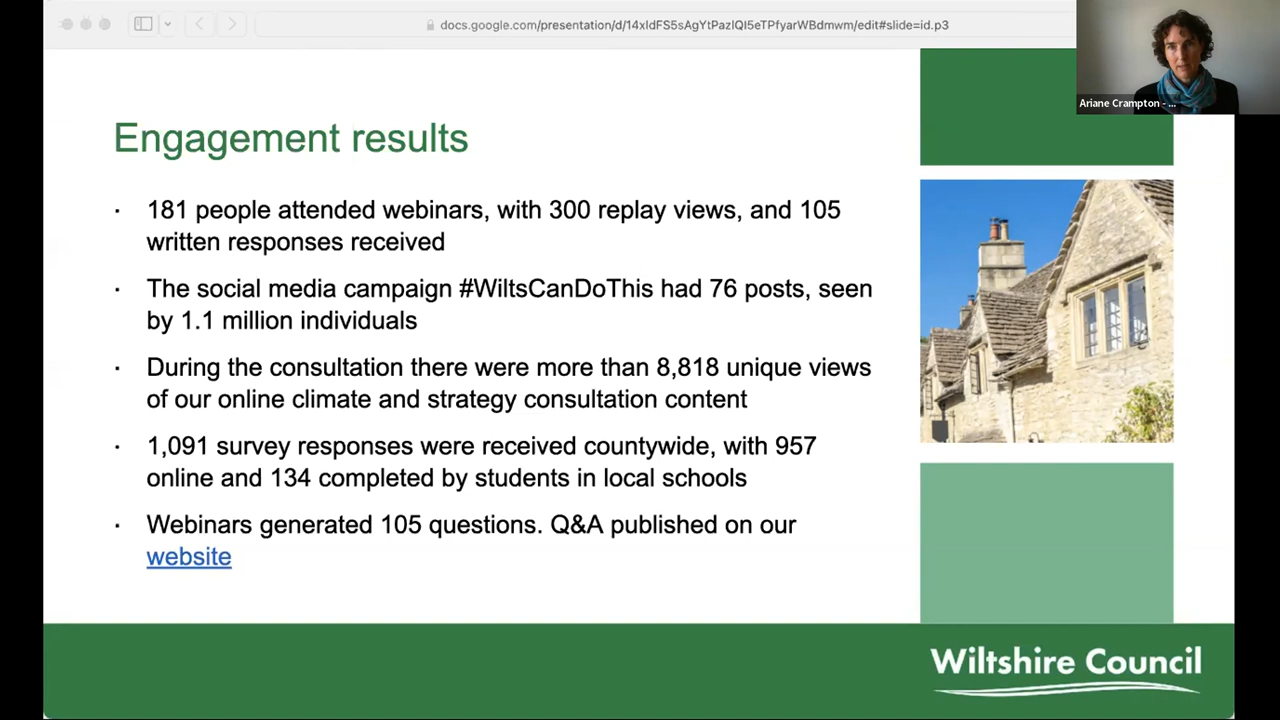 docs.google.com/presentation/d/14xIdFS5sAgYtPazIQI5eTPfyarWBdmwm/edit#slide=id.p3
Ariane Crampton - ...
Engagement results
· 181 people attended webinars, with 300 replay views, and 105
written responses received
· The social media campaign #WiltsCanDoThis had 76 posts, seen
by 1.1 million individuals
· During the consultation there were more than 8,818 unique views
of our online climate and strategy consultation content
· 1,091 survey responses were received countywide, with 957
online and 134 completed by students in local schools
· Webinars generated 105 questions. Q&A published on our
website
Wiltshire Council